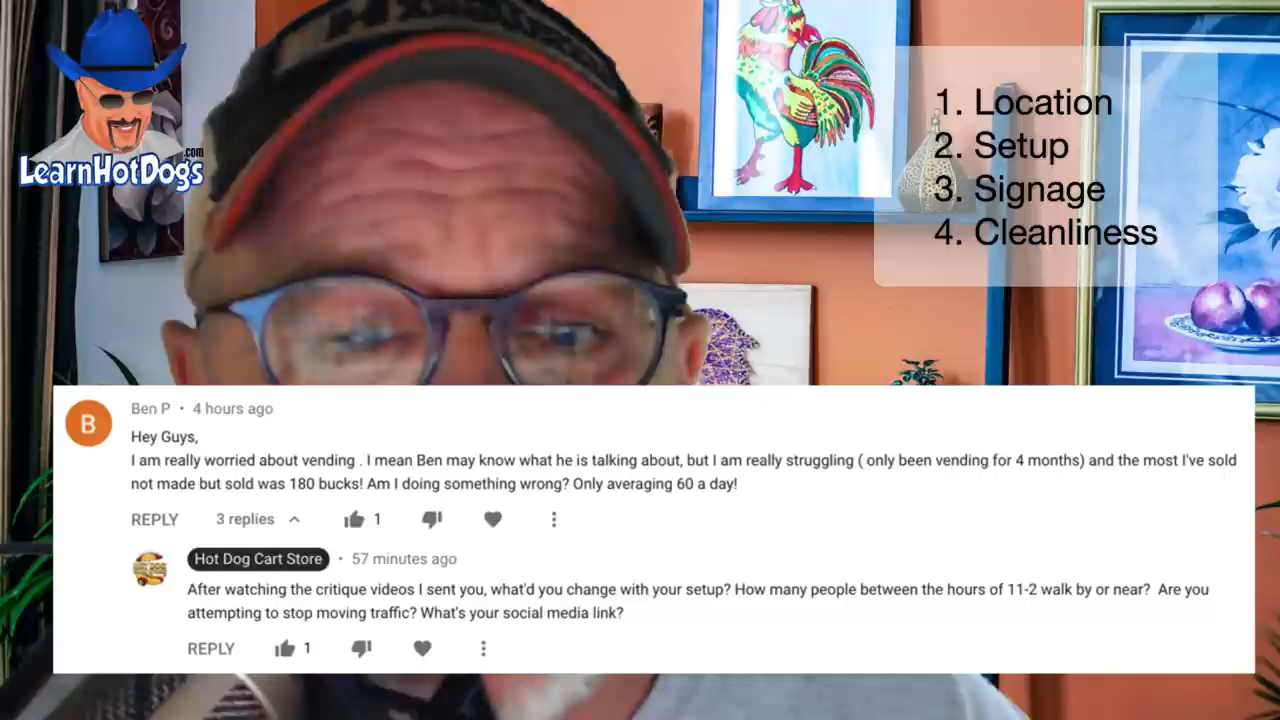 .com
LearnHotDogs
1. Location
2. Setup
3. Signage
4. Cleanliness
B
Ben P • 4 hours ago
Hey Guys,
I am really worried about vending . I mean Ben may know what he is talking about, but I am really struggling ( only been vending for 4 months) and the most I've sold
not made but sold was 180 bucks! Am I doing something wrong? Only averaging 60 a day!
REPLY 3 replies 1
Hot Dog Cart Store • 57 minutes ago
After watching the critique videos I sent you, what'd you change with your setup? How many people between the hours of 11-2 walk by or near? Are you
attempting to stop moving traffic? What's your social media link?
REPLY 1